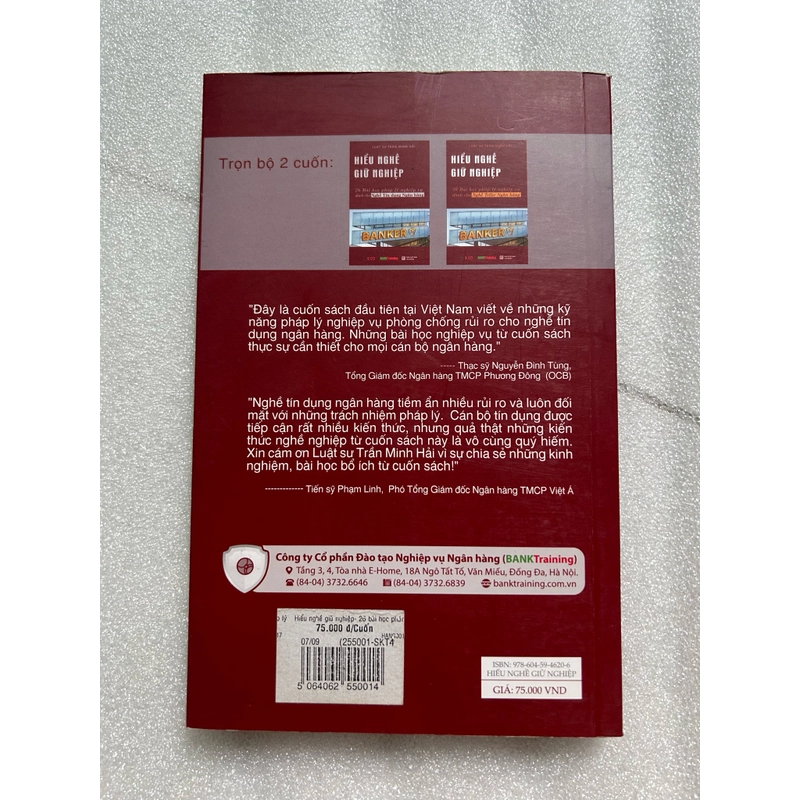 Trọn bộ 2 cuốn:
HIỂU NGHỀ
GIỮ NGHIỆP
Nghề Tín dụng Ngân hàng
BANKER
BANKTraining
HIỂU NGHỀ
GIỮ NGHIỆP
BANKER
BANKTraining
"Đây là cuốn sách đầu tiên tại Việt Nam viết về những kỹ
năng pháp lý nghiệp vụ phòng chống rủi ro cho nghề tín
dụng ngân hàng. Những bài học nghiệp vụ từ cuốn sách
thực sự cần thiết cho mọi cán bộ ngân hàng."
----- Thạc sỹ Nguyễn Đình Tùng,
Tổng Giám đốc Ngân hàng TMCP Phương Đông (OCB)
"Nghề tín dụng ngân hàng tiềm ẩn nhiều rủi ro và luôn đối
mặt với những trách nhiệm pháp lý. Cán bộ tín dụng được
tiếp cận rất nhiều kiến thức, nhưng quả thật những kiến
thức nghề nghiệp từ cuốn sách này là vô cùng quý hiếm.
Xin cám ơn Luật sư Trần Minh Hải vì sự chia sẻ những kinh
nghiệm, bài học bổ ích từ cuốn sách!"
------------- Tiến sỹ Phạm Linh, Phó Tổng Giám đốc Ngân hàng TMCP Việt Á
Công ty Cổ phần Đào tạo Nghiệp vụ Ngân hàng (BANKTraining)
Tầng 3, 4, Tòa nhà E-Home, 18A Ngô Tất Tố, Văn Miếu, Đống Đa, Hà Nội.
(84-04) 3732.6646 (84-04) 3732.6839 banktraining.com.vn
lý Hiểu nghề giữ nghiệp- 26 bài học pháp
75.000 đ/Cuốn
07/09 (255001-SKT4
5 064062 550014
ISBN: 978-604-59-4620-6
HIỂU NGHỀ GIỮ NGHIỆP
GIÁ: 75.000 VND